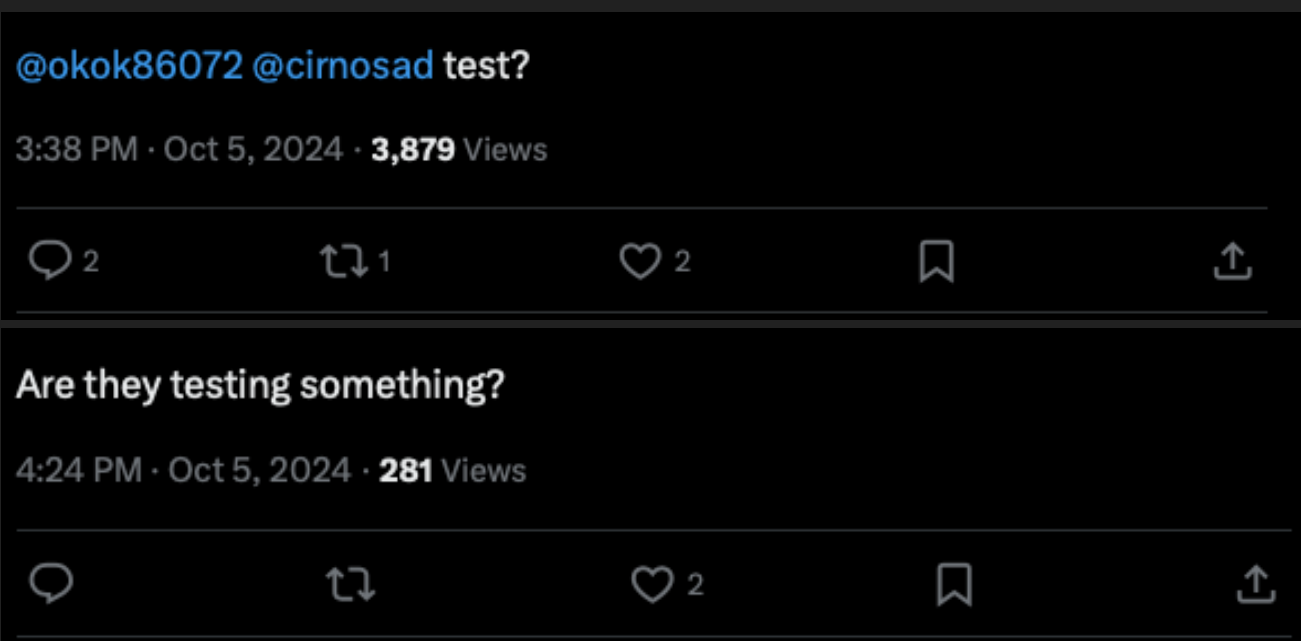 @okok86072 @cirnosad test?
3:38 PM · Oct 5, 2024 · 3,879 Views
2 1 2
Are they testing something?
4:24 PM · Oct 5, 2024 · 281 Views
2